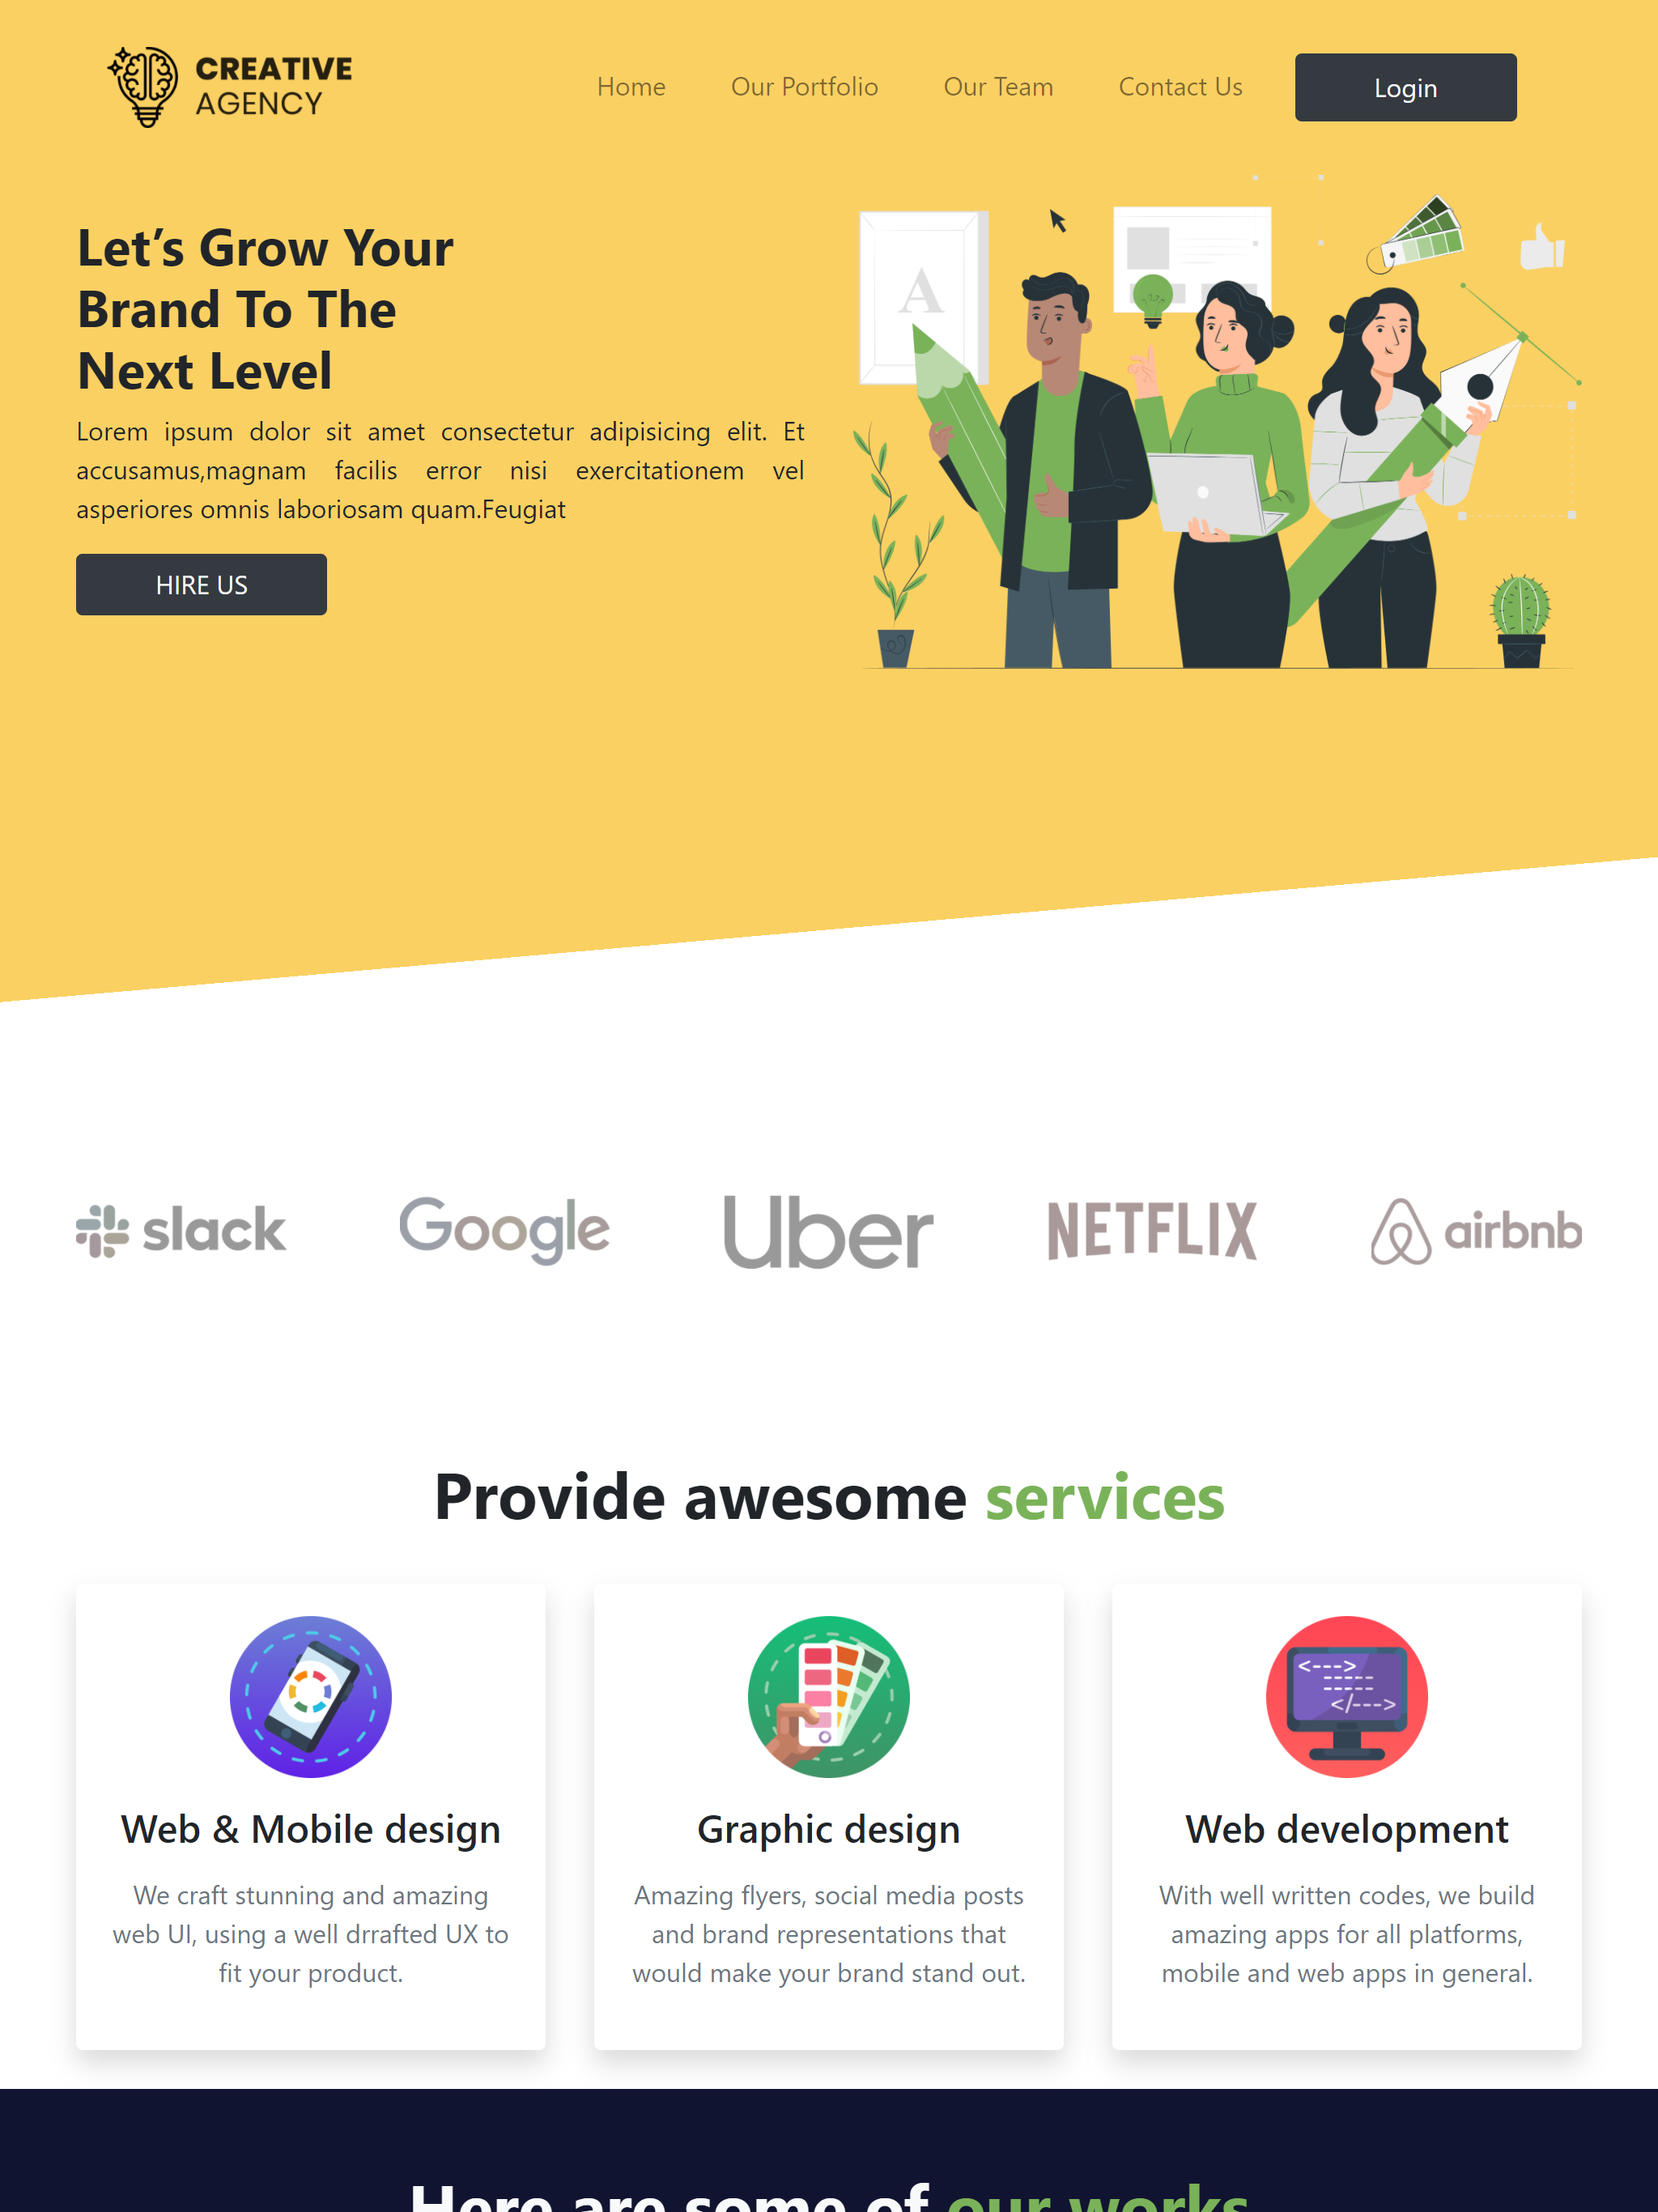 CREATIVE
AGENCY
Home Our Portfolio Our Team Contact Us Login
Let’s Grow Your
Brand To The
Next Level
Lorem ipsum dolor sit amet consectetur adipisicing elit. Et
accusamus,magnam facilis error nisi exercitationem vel
asperiores omnis laboriosam quam.Feugiat
HIRE US
A
slack Google Uber NETFLIX airbnb
Provide awesome services
Web & Mobile design
We craft stunning and amazing
web UI, using a well drrafted UX to
fit your product.
Graphic design
Amazing flyers, social media posts
and brand representations that
would make your brand stand out.
Web development
With well written codes, we build
amazing apps for all platforms,
mobile and web apps in general.
Here are some of our works